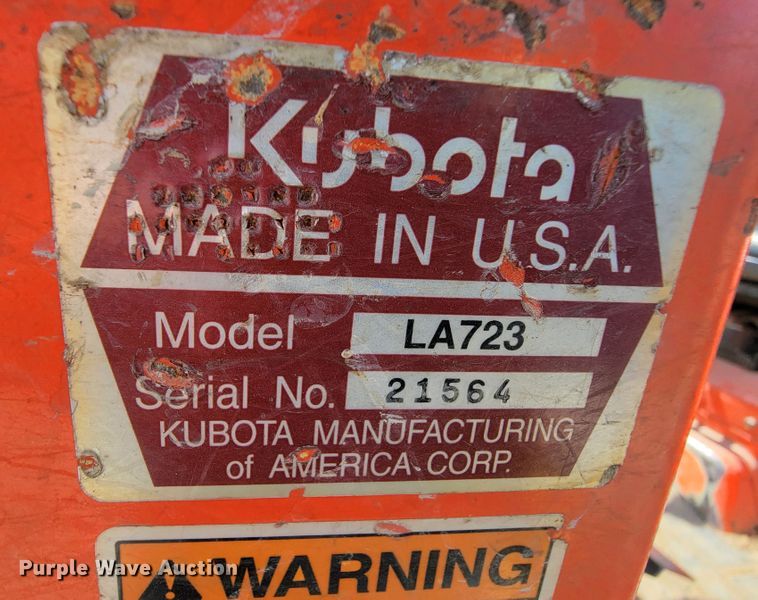 Kubota
MADE IN U.S.A.
Model LA723
Serial No. 21564
KUBOTA MANUFACTURING
of AMERICA CORP.
WARNING
Purple Wave Auction